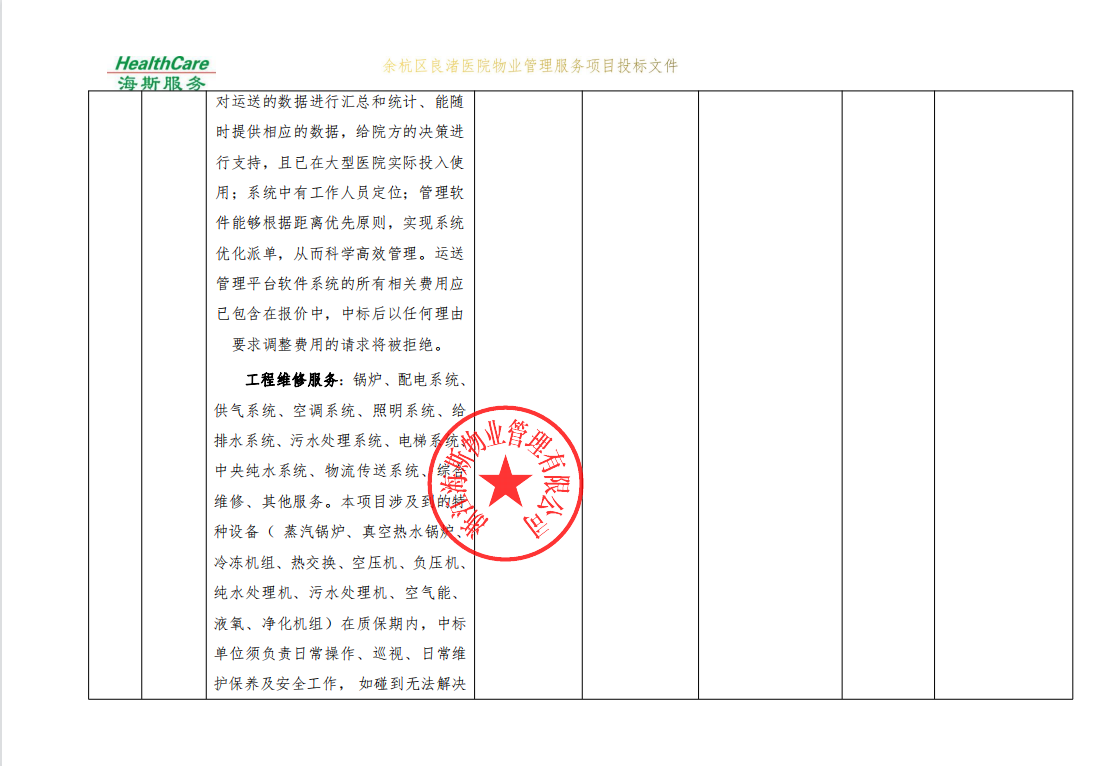 HealthCare
海斯服务
余杭区良渚医院物业管理服务项目投标文件
对运送的数据进行汇总和统计、能随
时提供相应的数据，给院方的决策进
行支持，且已在大型医院实际投入使
用；系统中有工作人员定位；管理软
件能够根据距离优先原则，实现系统
优化派单，从而科学高效管理。运送
管理平台软件系统的所有相关费用应
已包含在报价中，中标后以任何理由
要求调整费用的请求将被拒绝。
工程维修服务：锅炉、配电系统、
供气系统、空调系统、照明系统、给
排水系统、污水处理系统、电梯系统、
中央纯水系统、物流传送系统、综合
维修、其他服务。本项目涉及到的特
种设备（ 蒸汽锅炉、真空热水锅炉、
冷冻机组、热交换、空压机、负压机、
纯水处理机、污水处理机、空气能、
液氧、净化机组）在质保期内，中标
单位须负责日常操作、巡视、日常维
护保养及安全工作， 如碰到无法解决
浙江海斯物业管理有限公司